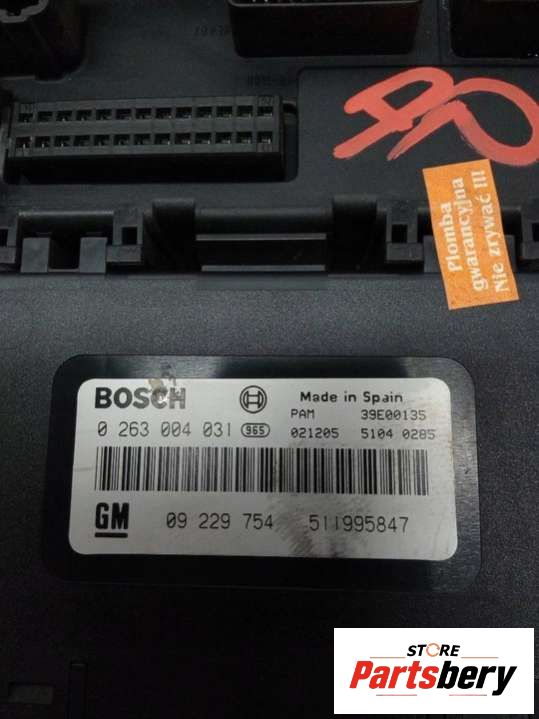 Plomba
gwarancyjna
Nie zrywać !!!
BOSCH
Made in Spain
PAM 39E00135
0 263 004 031 965 021205 5104 0285
GM 09 229 754 511995847
STORE
Partsbery